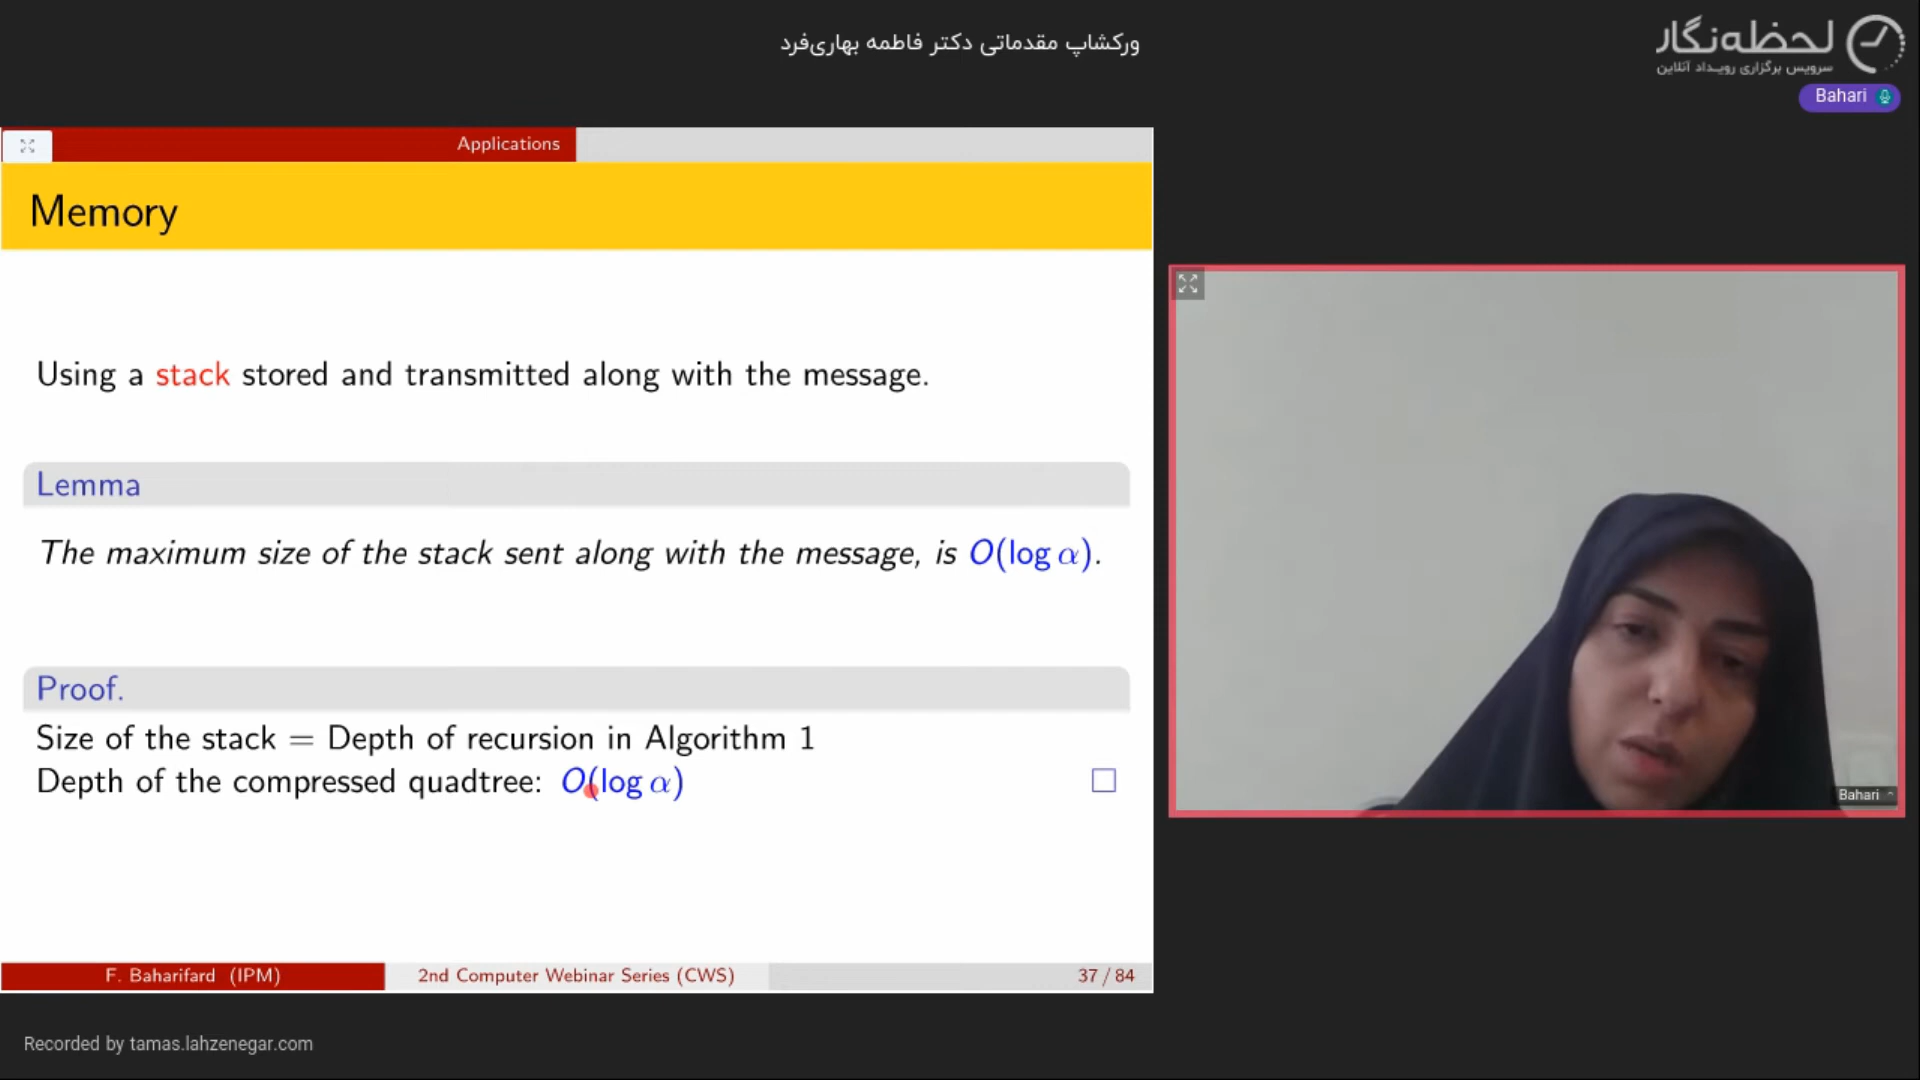 ورکشاپ مقدماتی دکتر فاطمه بهاری‌فرد
لحظه‌نگار
سرویس برگزاری رویداد آنلاین
Bahari
Applications
Memory
Using a stack stored and transmitted along with the message.
Lemma
The maximum size of the stack sent along with the message, is O(log α).
Proof.
Size of the stack = Depth of recursion in Algorithm 1
Depth of the compressed quadtree: O(log α)
Bahari
F. Baharifard (IPM)
2nd Computer Webinar Series (CWS)
37 / 84
Recorded by tamas.lahzenegar.com